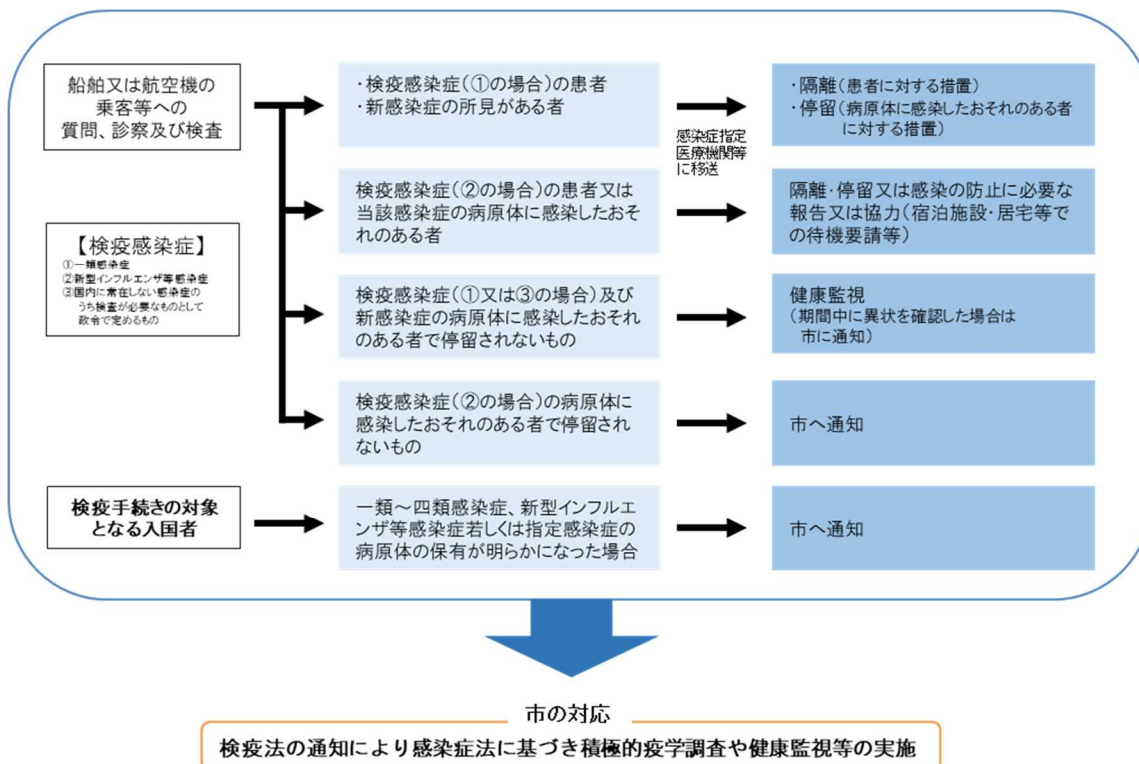 船舶又は航空機の
乗客等への
質問、診察及び検査
・検疫感染症(①の場合)の患者
・新感染症の所見がある者
感染症指定
医療機関等
に移送
・隔離(患者に対する措置)
・停留(病原体に感染したおそれのある者
に対する措置)
【検疫感染症】
①一類感染症
②新型インフルエンザ等感染症
③国内に常在しない感染症の
うち検査が必要なものとして
政令で定めるもの
検疫感染症(②の場合)の患者又は
当該感染症の病原体に感染したおそ
れのある者
隔離・停留又は感染の防止に必要な
報告又は協力(宿泊施設・居宅等で
の待機要請等)
検疫感染症(①又は③の場合)及び
新感染症の病原体に感染したおそれ
のある者で停留されないもの
健康監視
(期間中に異状を確認した場合は
市に通知)
検疫感染症(②の場合)の病原体に
感染したおそれのある者で停留され
ないもの
市へ通知
検疫手続きの対象
となる入国者
一類～四類感染症、新型インフルエ
ンザ等感染症若しくは指定感染症の
病原体の保有が明らかになった場合
市へ通知
市の対応
検疫法の通知により感染症法に基づき積極的疫学調査や健康監視等の実施